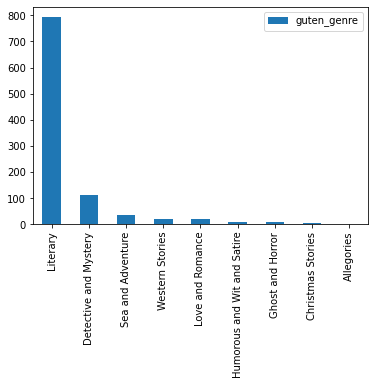 guten_genre
800
700
600
500
400
300
200
100
0
Literary
Detective and Mystery
Sea and Adventure
Western Stories
Love and Romance
Humorous and Wit and Satire
Ghost and Horror
Christmas Stories
Allegories